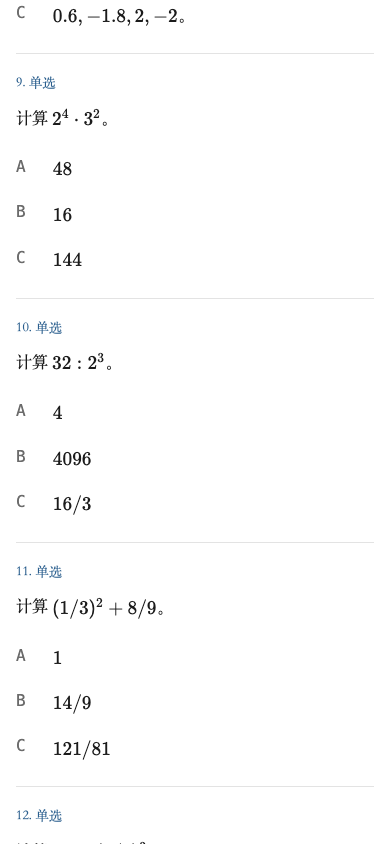 C 0.6, −1.8, 2, −2。
9. 单选
计算 2⁴ · 3²。
A 48
B 16
C 144
10. 单选
计算 32 : 2³。
A 4
B 4096
C 16/3
11. 单选
计算 (1/3)² + 8/9。
A 1
B 14/9
C 121/81
12. 单选